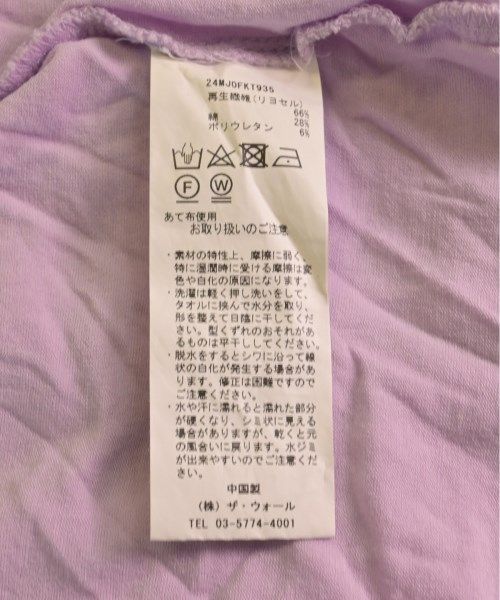 24MJOFKT935
再生繊維(リヨセル)
66%
綿 28%
ポリウレタン 6%
F W
あて布使用
お取り扱いのご注意
・素材の特性上、摩擦に弱く、
特に湿潤時に受ける摩擦は変
色や白化の原因になります。
・洗濯は軽く押し洗いをして、
タオルに挟んで水分を取り、
形を整えて日陰に干してくだ
さい。型くずれのおそれがあ
るものは平干ししてください。
・脱水をするとシワに沿って線
状の白化が発生する場合があ
ります。修正は困難ですので
ご注意ください。
・水や汗に濡れると濡れた部分
が硬くなり、シミ状に見える
場合がありますが、乾くと元
の風合いに戻ります。水ジミ
が出来やすいのでご注意くだ
さい。
中国製
(株) ザ・ウォール
TEL 03-5774-4001